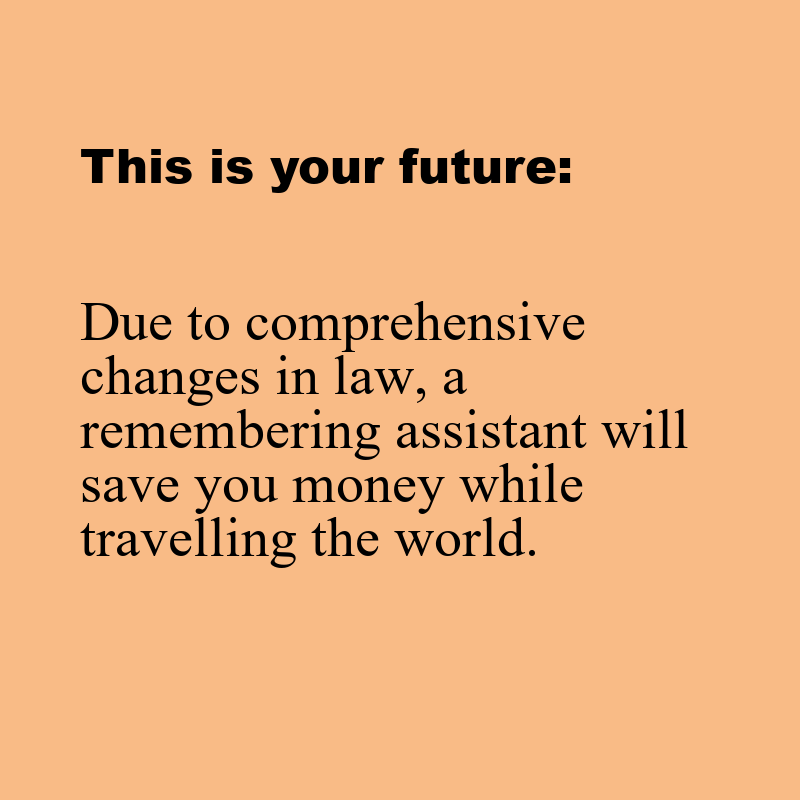 This is your future:
Due to comprehensive
changes in law, a
remembering assistant will
save you money while
travelling the world.